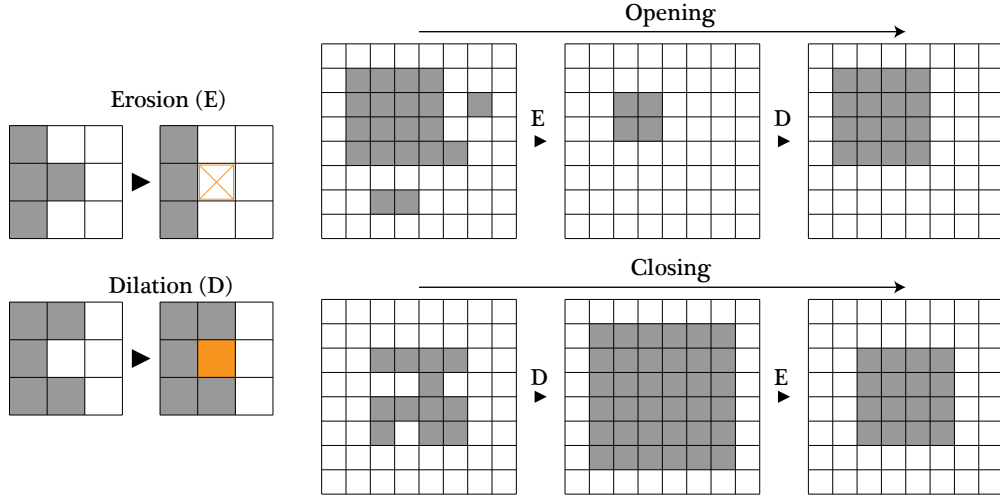 Opening
Erosion (E)
E
D
Dilation (D)
Closing
D
E